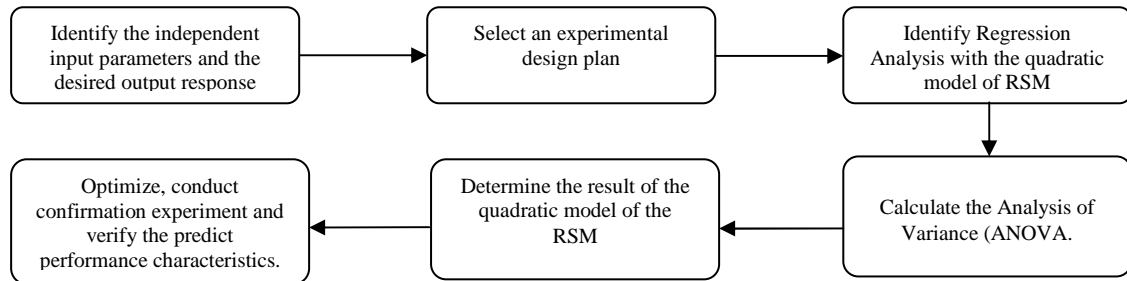 Identify the independent
input parameters and the
desired output response
Select an experimental
design plan
Identify Regression
Analysis with the quadratic
model of RSM
Calculate the Analysis of
Variance (ANOVA.
Determine the result of the
quadratic model of the
RSM
Optimize, conduct
confirmation experiment and
verify the predict
performance characteristics.